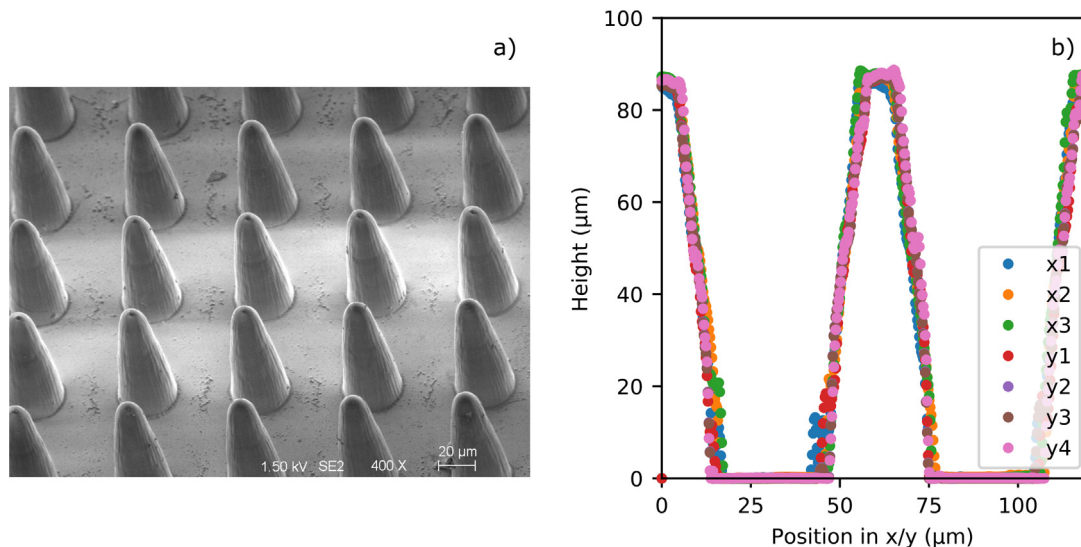 a)
1.50 kV SE2 400 X 20 µm
b)
100
80
60
40
20
0
Height (µm)
x1
x2
x3
y1
y2
y3
y4
0 25 50 75 100
Position in x/y (µm)